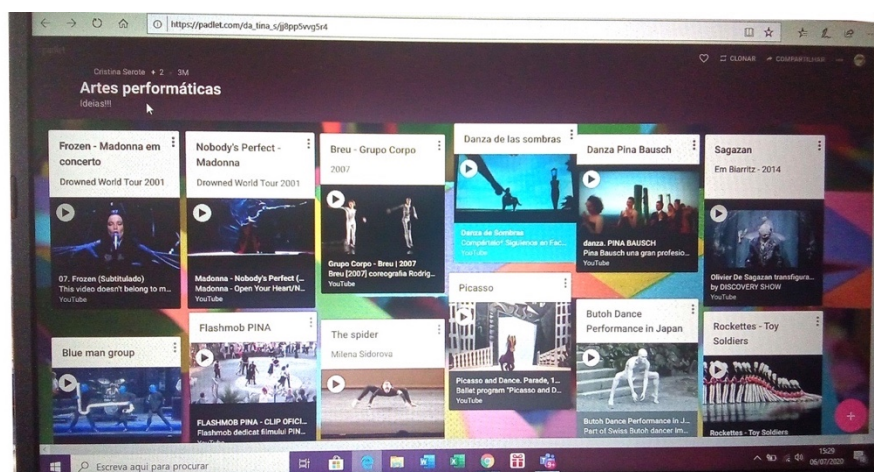 https://padlet.com/da_tina_s/jj8pp5vvg5r4
padlet
CLONAR
COMPARTILHAR
Cristina Serote + 2 · 3M
Artes performáticas
Ideias!!!
Frozen - Madonna em
concerto
Drowned World Tour 2001
07. Frozen (Subtitulado)
This video doesn't belong to m...
YouTube
Nobody's Perfect -
Madonna
Drowned World Tour 2001
Madonna - Nobody's Perfect (...
Madonna - Open Your Heart/N...
YouTube
Breu - Grupo Corpo
2007
Grupo Corpo - Breu | 2007
Breu [2007] coreografia Rodrig...
YouTube
Danza de las sombras
Danza de Sombras
Compártelo! Síguenos en Fac...
YouTube
Danza Pina Bausch
danza. PINA BAUSCH
Pina Bausch una gran profesio...
YouTube
Sagazan
Em Biarritz - 2014
Olivier De Sagazan transfigura...
by DISCOVERY SHOW
YouTube
Blue man group
Flashmob PINA
FLASHMOB PINA - CLIP OFICI...
Flashmob dedicat filmului PIN...
YouTube
The spider
Milena Sidorova
Picasso
Picasso and Dance. Parade, 1...
Ballet program "Picasso and D...
YouTube
Butoh Dance
Performance in Japan
Butoh Dance Performance in J...
Part of Swiss Butoh dancer Im...
Rockettes - Toy
Soldiers
Rockettes - Toy Soldiers
Escreva aqui para procurar
15:29
06/07/2020